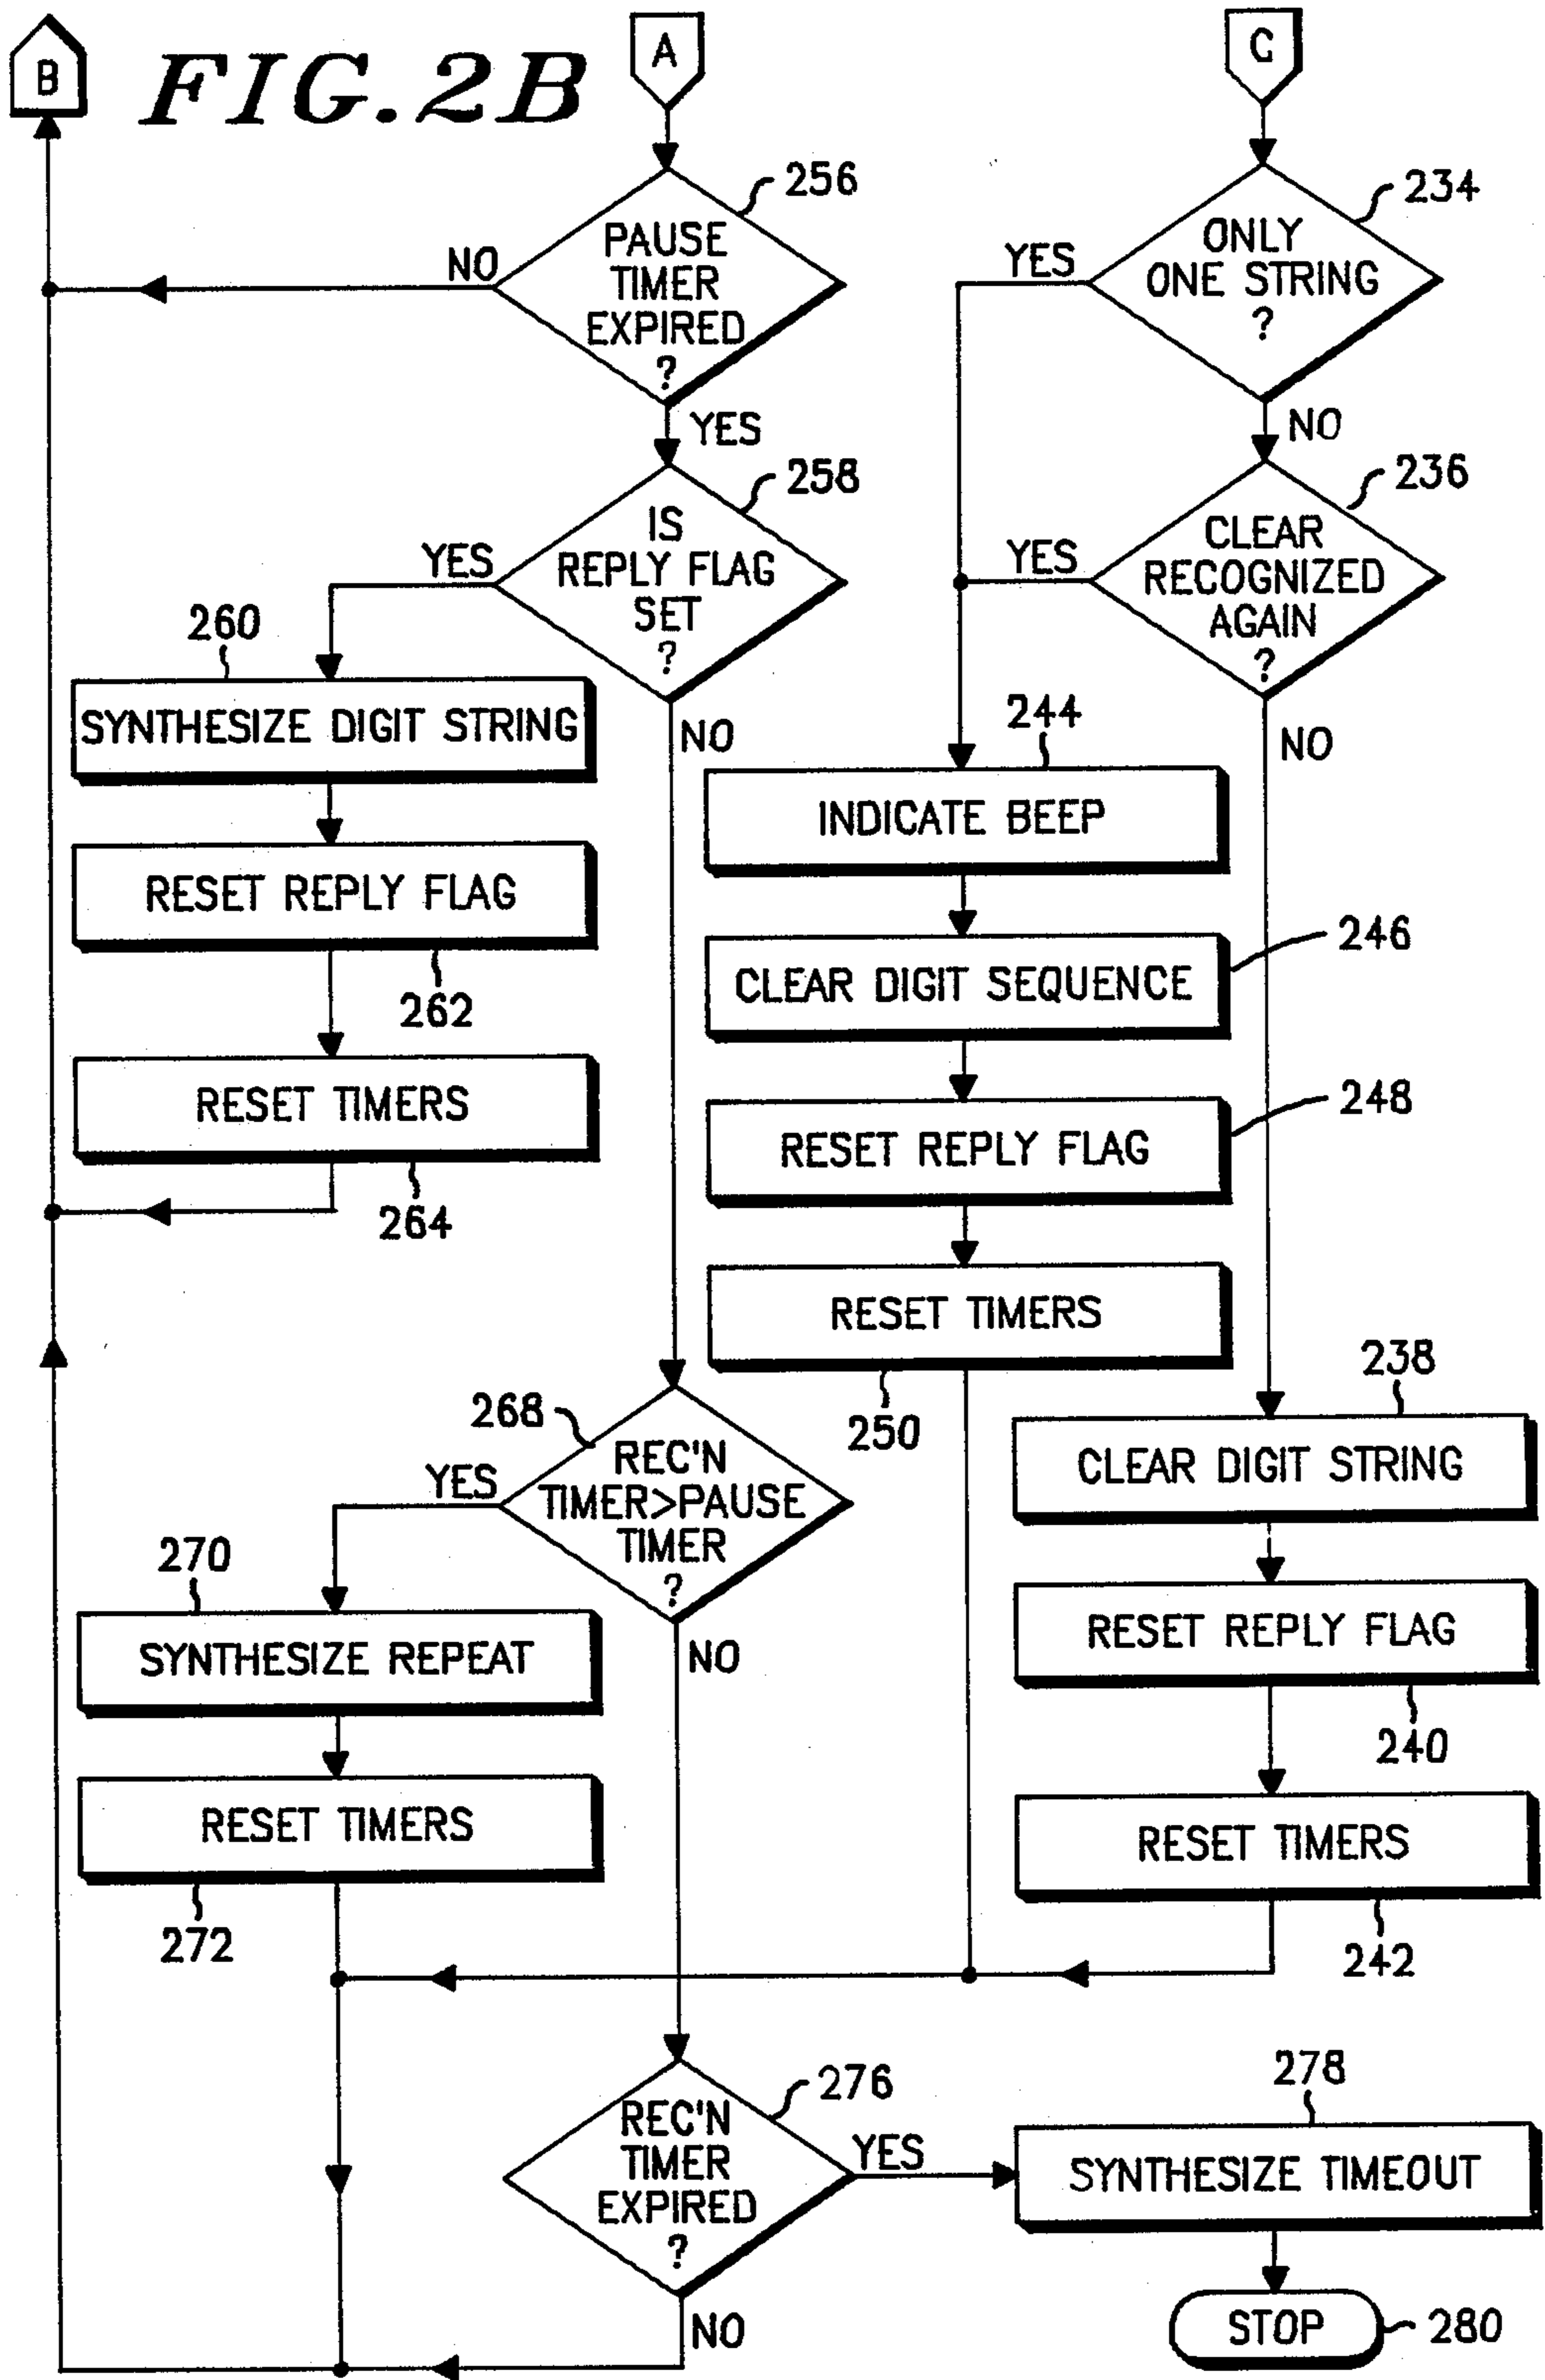 B
FIG.2B
A
C
256
PAUSE
TIMER
EXPIRED
?
NO
YES
258
IS
REPLY FLAG
SET
?
YES
NO
260
SYNTHESIZE DIGIT STRING
RESET REPLY FLAG
262
RESET TIMERS
264
268
REC'N
TIMER>PAUSE
TIMER
?
YES
NO
270
SYNTHESIZE REPEAT
RESET TIMERS
272
234
ONLY
ONE STRING
?
YES
NO
236
CLEAR
RECOGNIZED
AGAIN
?
YES
NO
244
INDICATE BEEP
246
CLEAR DIGIT SEQUENCE
248
RESET REPLY FLAG
RESET TIMERS
250
238
CLEAR DIGIT STRING
RESET REPLY FLAG
240
RESET TIMERS
242
276
REC'N
TIMER
EXPIRED
?
YES
NO
278
SYNTHESIZE TIMEOUT
STOP
280